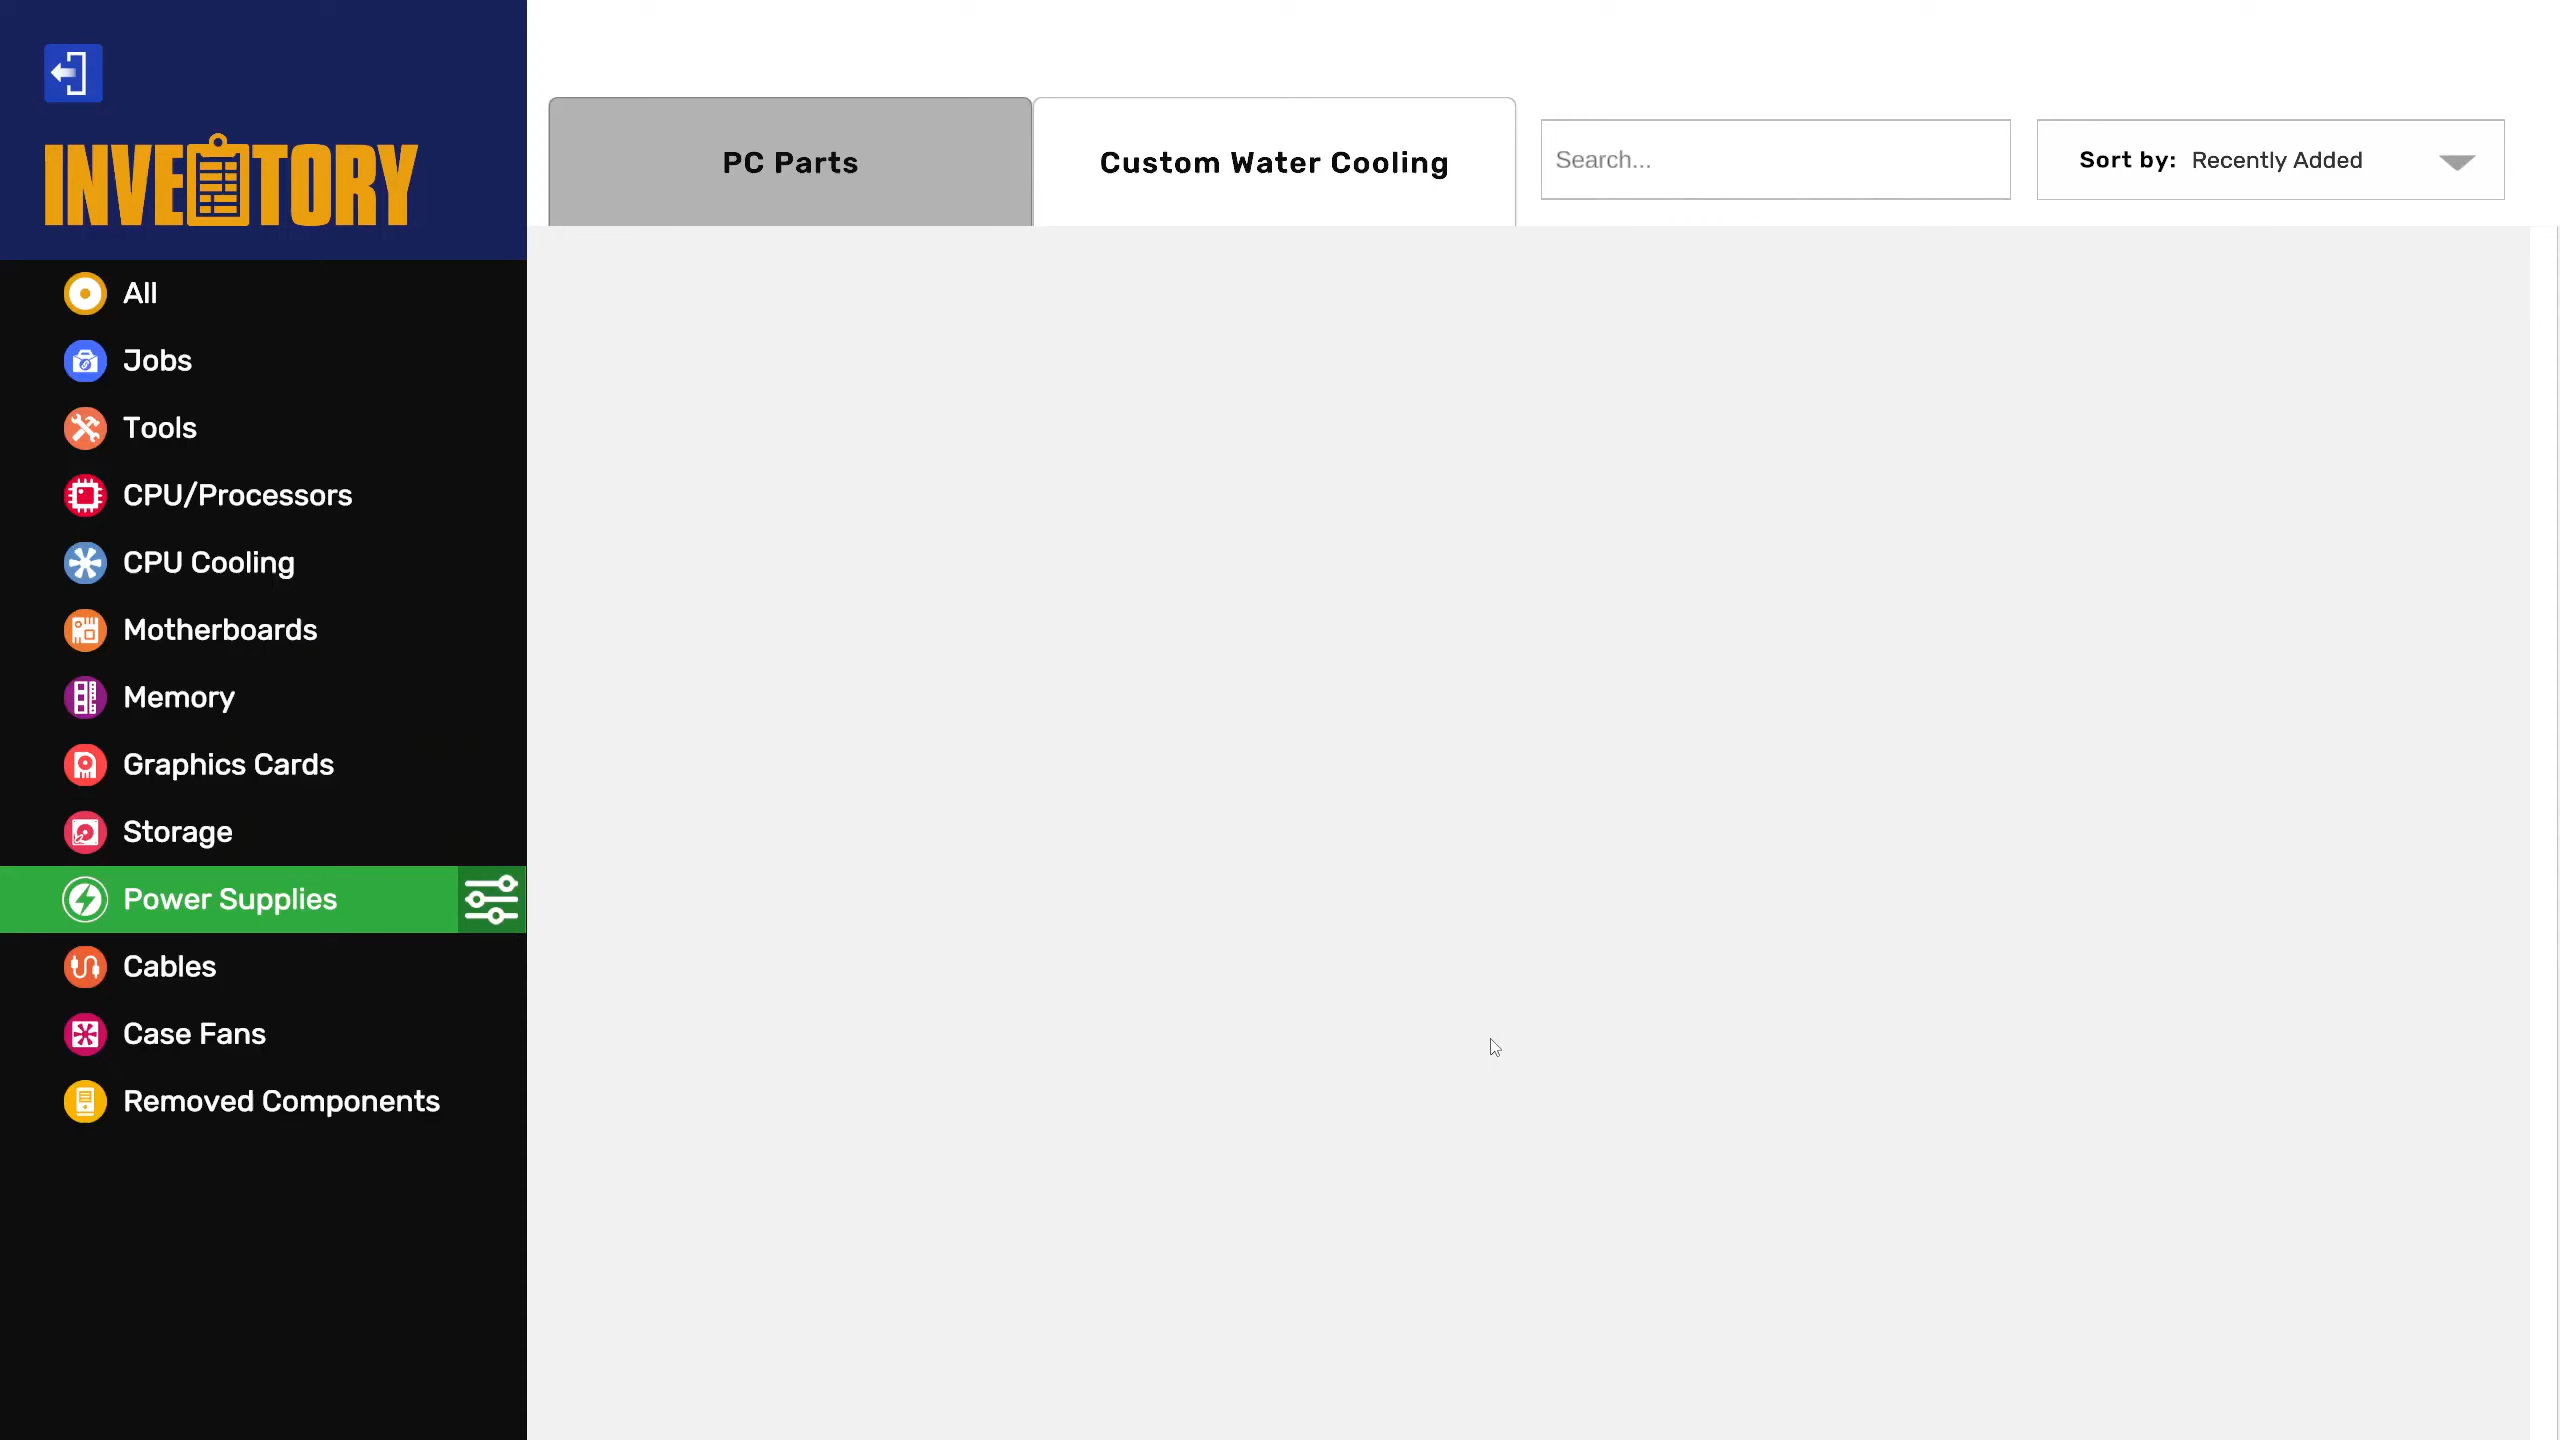 INVENTORY
PC Parts
Custom Water Cooling
Search...
Sort by: Recently Added
All
Jobs
Tools
CPU/Processors
CPU Cooling
Motherboards
Memory
Graphics Cards
Storage
Power Supplies
Cables
Case Fans
Removed Components